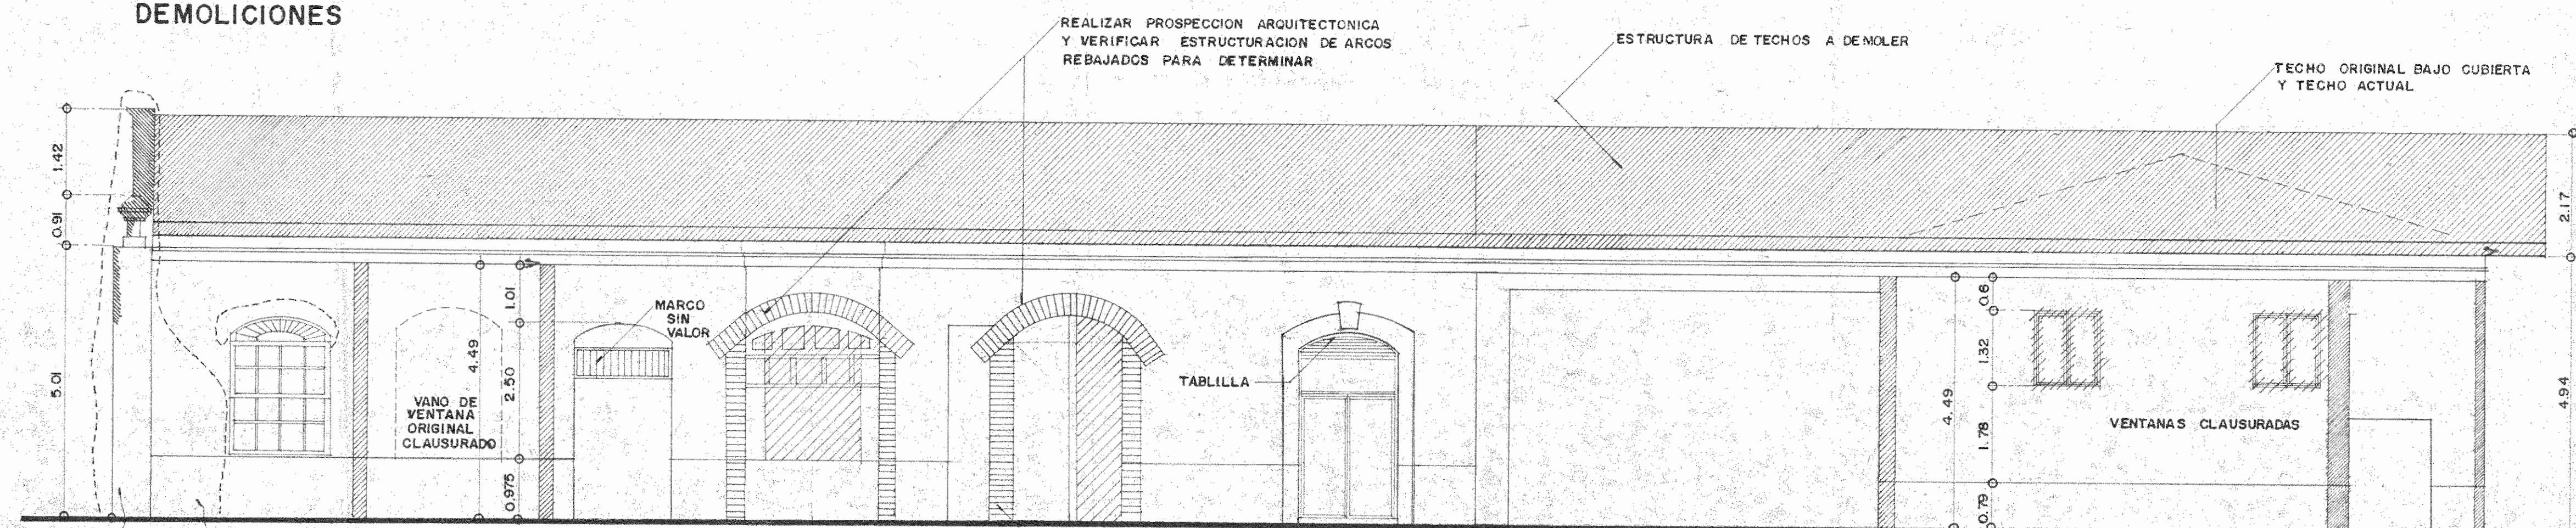 DEMOLICIONES
REALIZAR PROSPECCION ARQUITECTONICA
Y VERIFICAR ESTRUCTURACION DE ARCOS
REBAJADOS PARA DETERMINAR
ESTRUCTURA DE TECHOS A DEMOLER
TECHO ORIGINAL BAJO CUBIERTA
Y TECHO ACTUAL
1.42
0.91
5.01
4.49
1.01
2.50
0.975
MARCO
SIN
VALOR
VANO DE
VENTANA
ORIGINAL
CLAUSURADO
TABLILLA
4.49
0.6
1.32
1.78
0.79
VENTANAS CLAUSURADAS
2.17
4.94